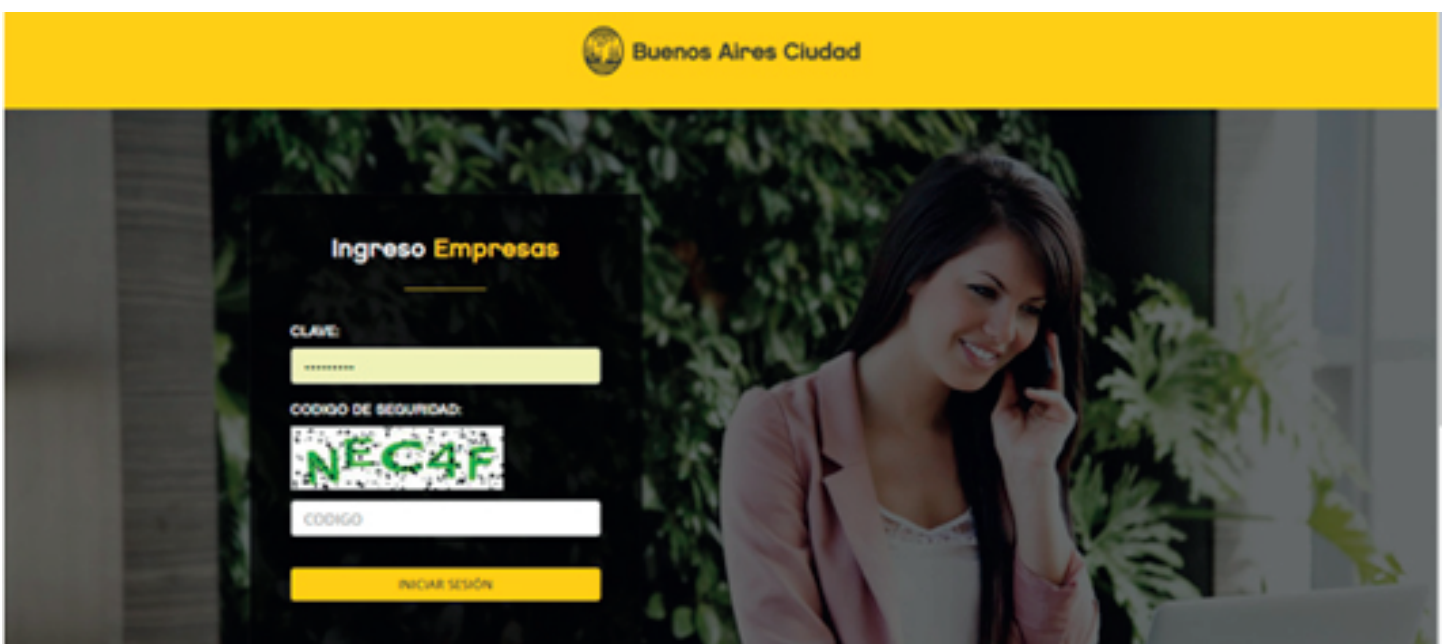 Buenos Aires Ciudad
Ingreso Empresas
CLAVE:
•••••••••
CODIGO DE SEGURIDAD:
NEC4F
CODIGO
INICIAR SESIÓN